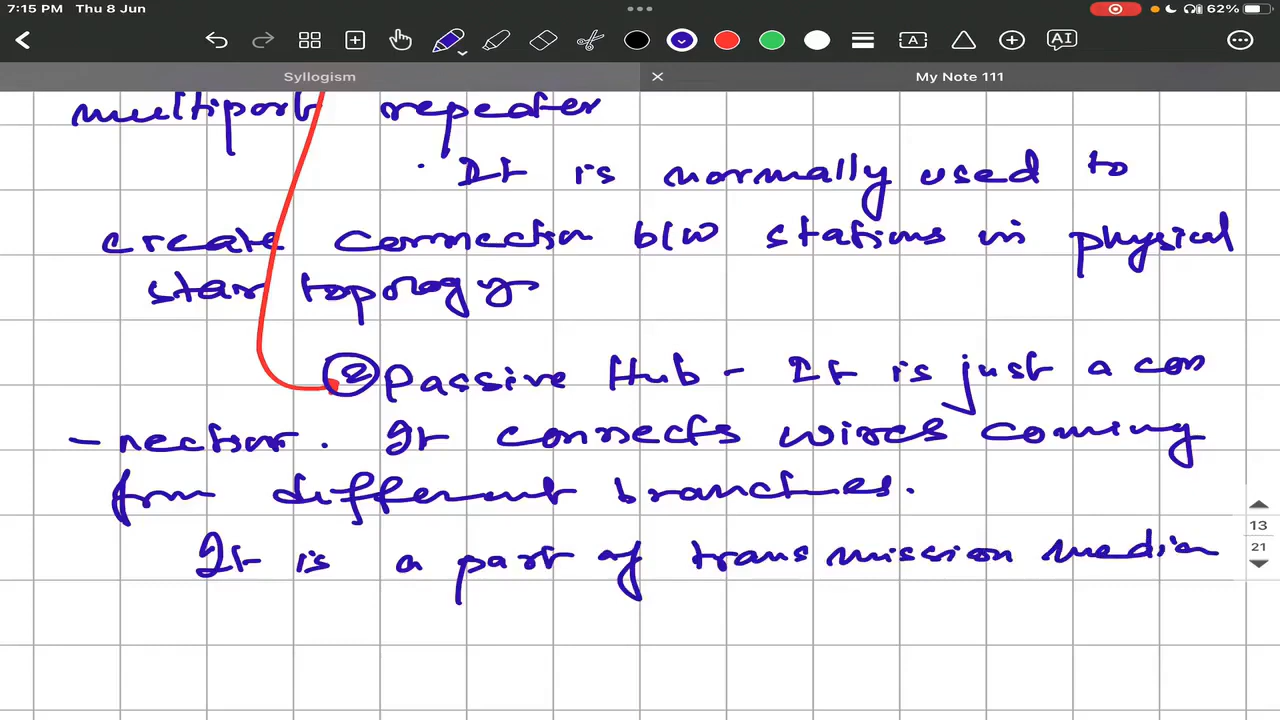 7:15 PM Thu 8 Jun 62%
Syllogism My Note 111
multiport repeater
. It is normally used to
create connection b/w stations in physical
star topology
② Passive Hub - It is just a con
- nection. It connects wires coming
from different branches.
It is a part of transmission media
13
21